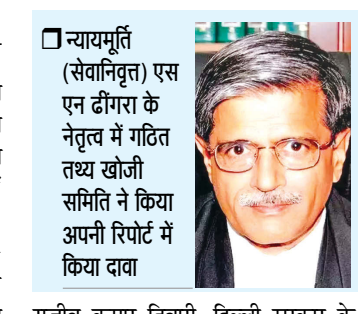 ❒ न्यायमूर्ति
(सेवानिवृत्त) एस
एन ढींगरा के
नेतृत्व में गठित
तथ्य खोजी
समिति ने किया
अपनी रिपोर्ट में
किया दावा